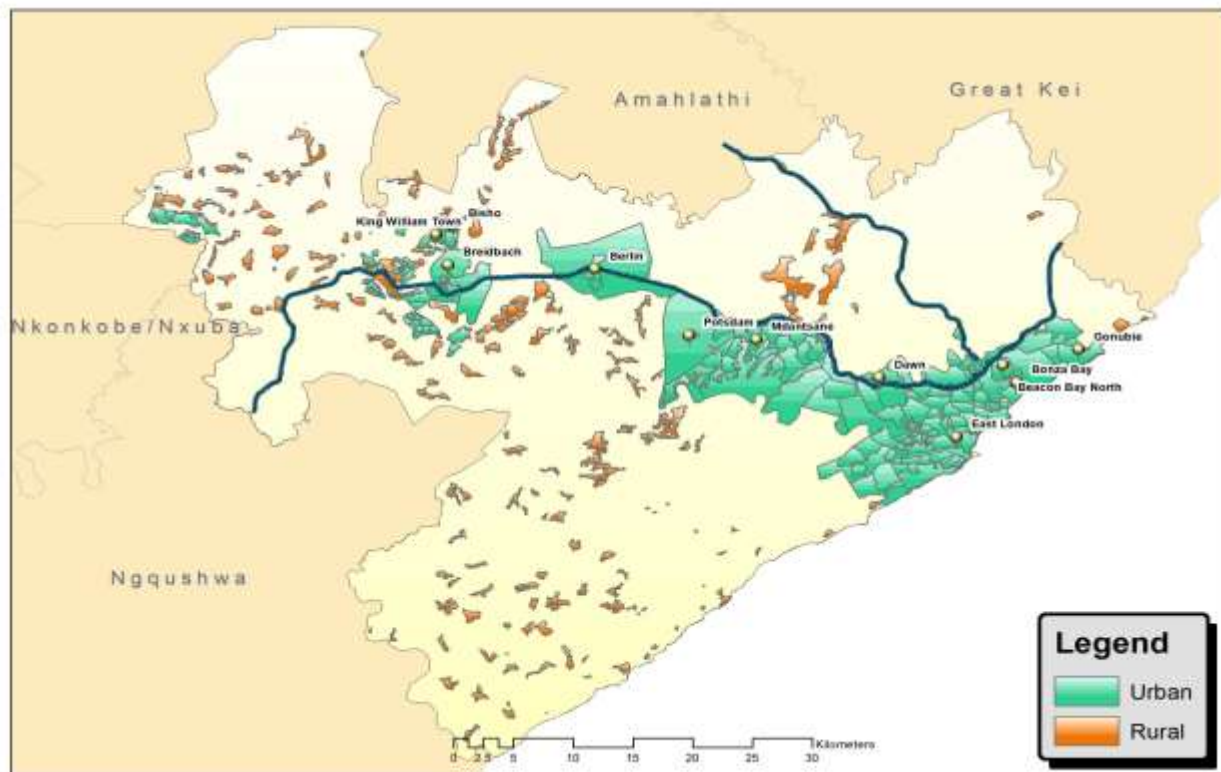 Amahlathi
Great Kei
King William Town
Bisho
Breidbach
Berlin
Nkonkobe/Nxuba
Potsdam
Mdantsane
Gonubie
Dawn
Bonza Bay
Beacon Bay North
East London
Ngqushwa
Legend
Urban
Rural
Kilometers
0 2.5 5 10 15 20 25 30